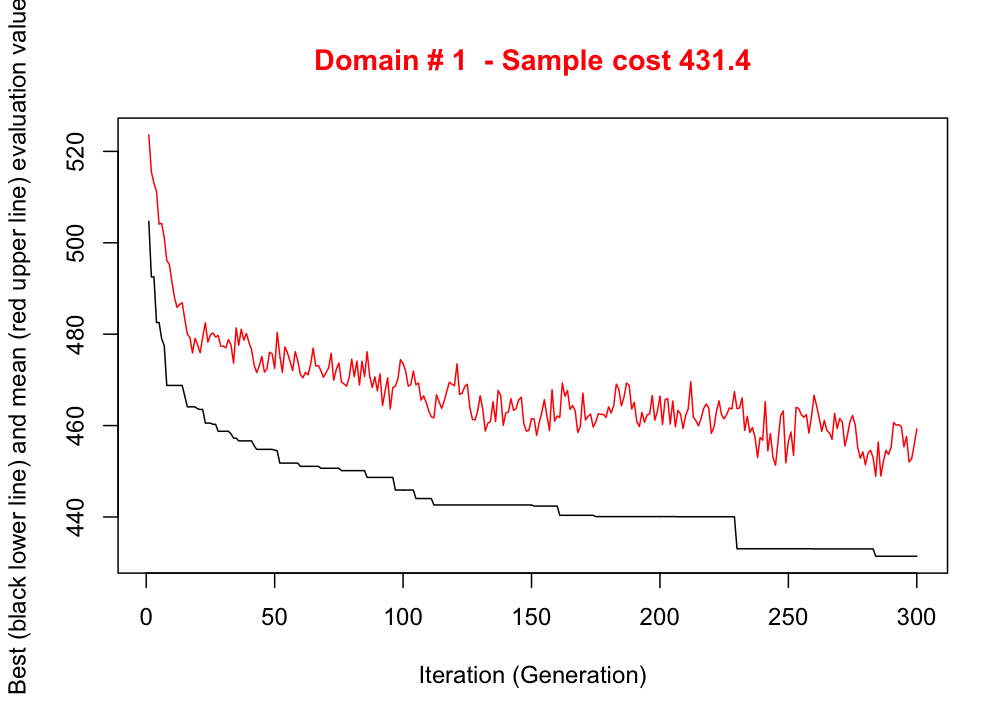 Domain # 1  - Sample cost 431.4
Best (black lower line) and mean (red upper line) evaluation value
520
500
480
460
440
0 50 100 150 200 250 300
Iteration (Generation)